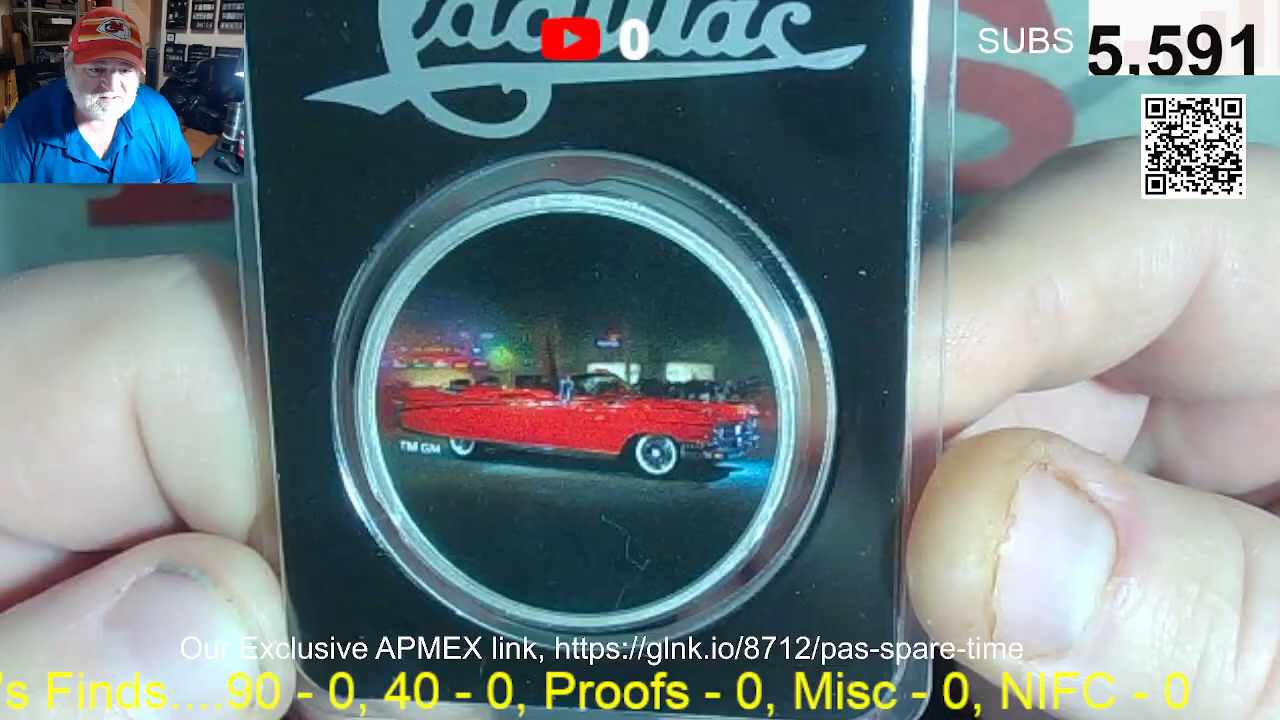 Cadillac
0
SUBS 5,591
TM GM
Our Exclusive APMEX link, https://glnk.io/8712/pas-spare-time
's Finds....90 - 0, 40 - 0, Proofs - 0, Misc - 0, NIFC - 0